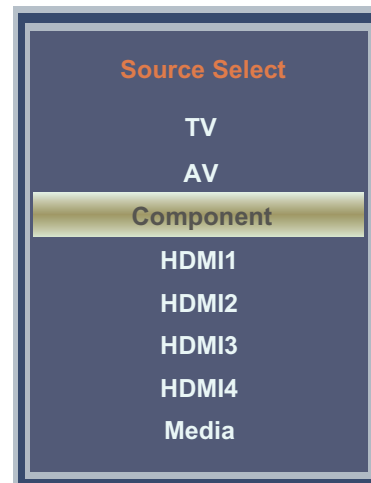 Source Select
TV
AV
Component
HDMI1
HDMI2
HDMI3
HDMI4
Media